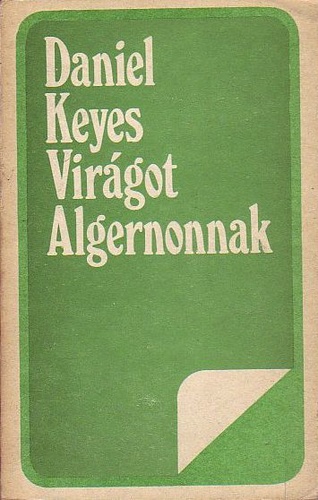 Daniel
Keyes
Virágot
Algernonnak